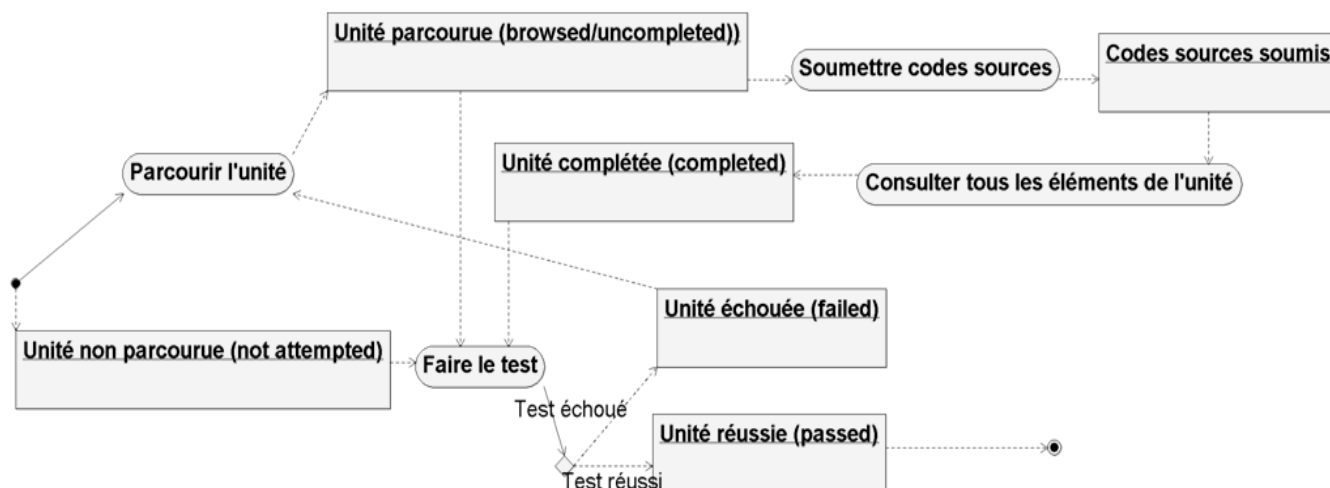 Unité parcourue (browsed/uncompleted))
Soumettre codes sources
Codes sources soumis
Parcourir l'unité
Unité complétée (completed)
Consulter tous les éléments de l'unité
Unité échouée (failed)
Unité non parcourue (not attempted)
Faire le test
Test échoué
Unité réussie (passed)
Test réussi